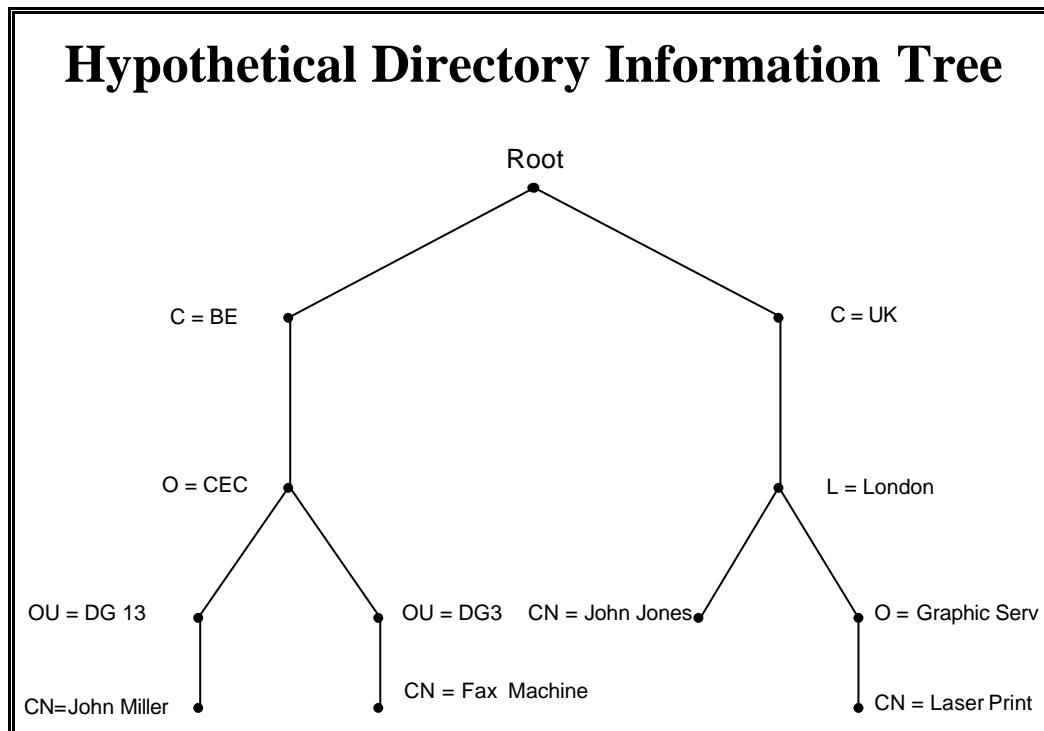 Hypothetical Directory Information Tree
Root
C = BE
C = UK
O = CEC
L = London
OU = DG 13
OU = DG3
CN = John Jones
O = Graphic Serv
CN=John Miller
CN = Fax Machine
CN = Laser Print